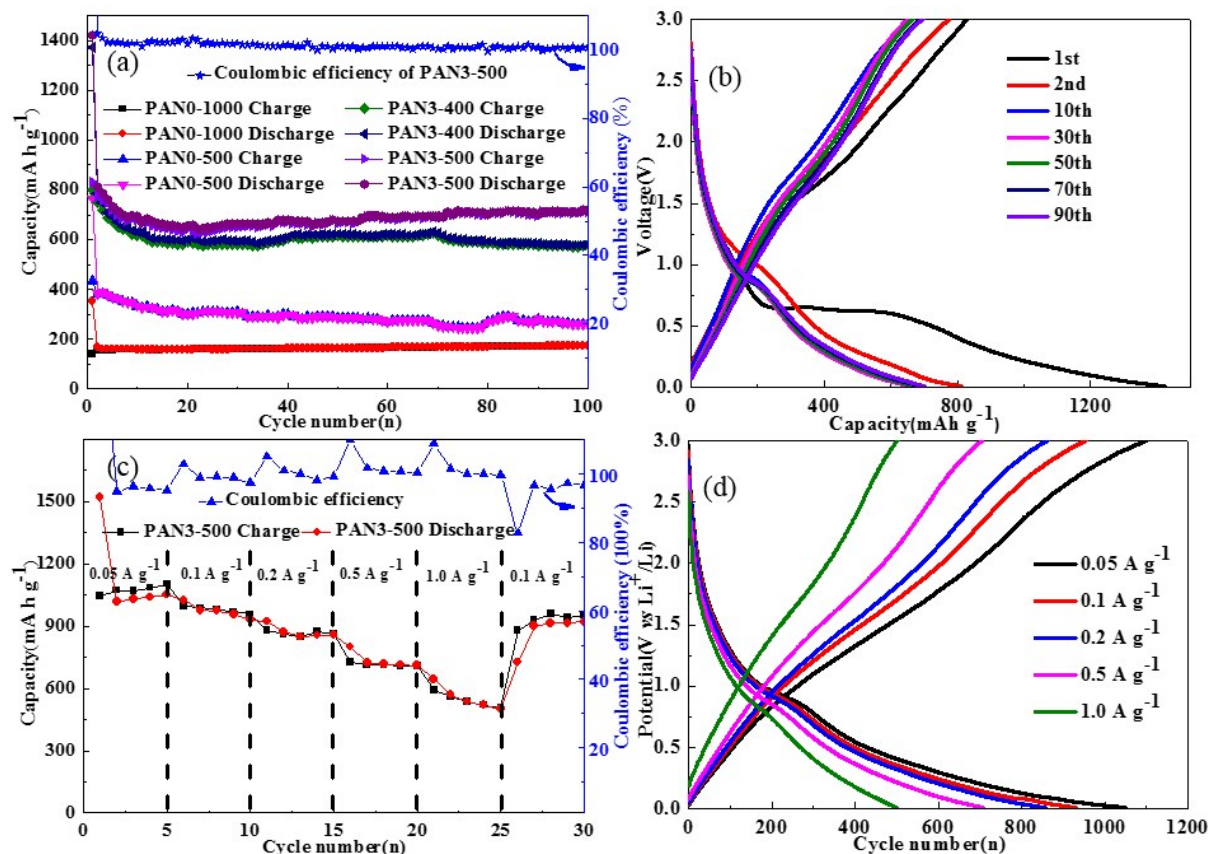 (a)
Coulombic efficiency of PAN3-500
PAN0-1000 Charge
PAN0-1000 Discharge
PAN0-500 Charge
PAN0-500 Discharge
PAN3-400 Charge
PAN3-400 Discharge
PAN3-500 Charge
PAN3-500 Discharge
Capacity(mA h g-1)
1400
1200
1000
800
600
400
200
0
Coulombic efficiency (%)
100
80
60
40
20
0
0 20 40 60 80 100
Cycle number(n)
(b)
1st
2nd
10th
30th
50th
70th
90th
Voltage(V)
3.0
2.5
2.0
1.5
1.0
0.5
0.0
0 400 800 1200
Capacity(mAh g-1)
(c)
Coulombic efficiency
PAN3-500 Charge PAN3-500 Discharge
0.05 A g-1 0.1 A g-1 0.2 A g-1 0.5 A g-1 1.0 A g-1 0.1 A g-1
Capacity(mA h g-1)
1500
1200
900
600
300
0
Coulombic efficiency (100%)
100
80
60
40
20
0 5 10 15 20 25 30
Cycle number(n)
(d)
0.05 A g-1
0.1 A g-1
0.2 A g-1
0.5 A g-1
1.0 A g-1
Potential(V vs Li+/Li)
3.0
2.5
2.0
1.5
1.0
0.5
0.0
0 200 400 600 800 1000 1200
Cycle number(n)